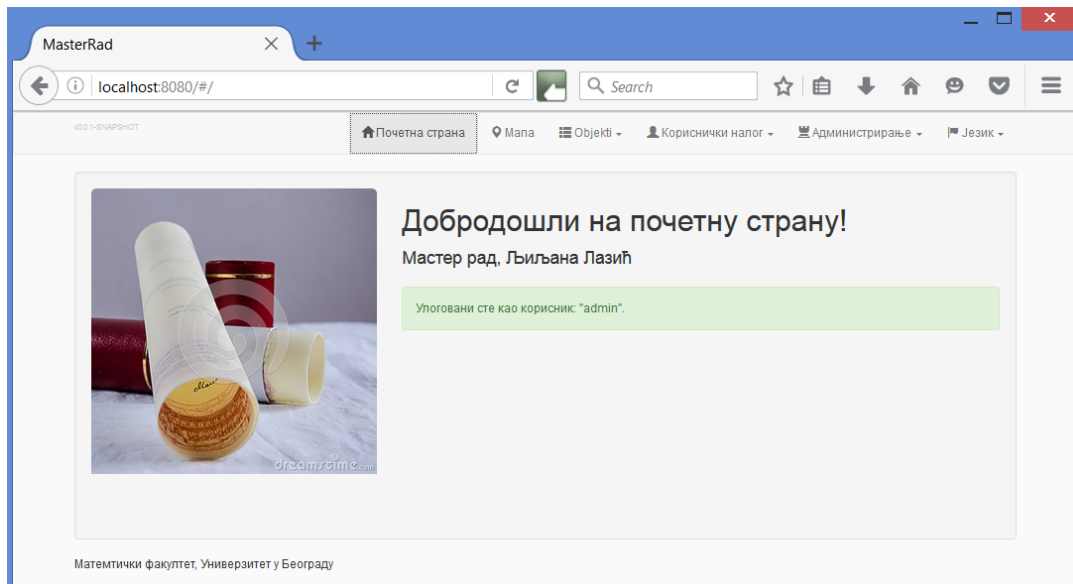 MasterRad
localhost:8080/#/
Search
v0.0.1-SNAPSHOT
Почетна страна
Мапа
Objekti
Кориснички налог
Администрирање
Језик
Добродошли на почетну страну!
Мастер рад, Љиљана Лазић
Улоговани сте као корисник: "admin".
dreamstime.com
Матемтички факултет, Универзитет у Београду